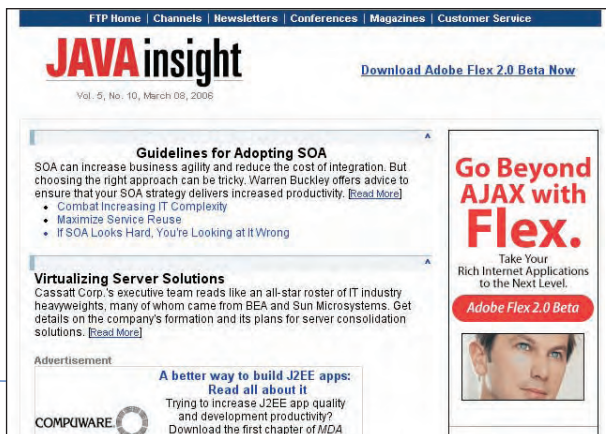 FTP Home | Channels | Newsletters | Conferences | Magazines | Customer Service
JAVA insight
Vol. 5, No. 10, March 08, 2006
Download Adobe Flex 2.0 Beta Now
Guidelines for Adopting SOA
SOA can increase business agility and reduce the cost of integration. But
choosing the right approach can be tricky. Warren Buckley offers advice to
ensure that your SOA strategy delivers increased productivity. [Read More]
• Combat Increasing IT Complexity
• Maximize Service Reuse
• If SOA Looks Hard, You're Looking at It Wrong
Virtualizing Server Solutions
Cassatt Corp.'s executive team reads like an all-star roster of IT industry
heavyweights, many of whom came from BEA and Sun Microsystems. Get
details on the company's formation and its plans for server consolidation
solutions. [Read More]
Advertisement
A better way to build J2EE apps:
Read all about it
Trying to increase J2EE app quality
and development productivity?
Download the first chapter of MDA
COMPUWARE.
Go Beyond
AJAX with
Flex.
Take Your
Rich Internet Applications
to the Next Level.
Adobe Flex 2.0 Beta